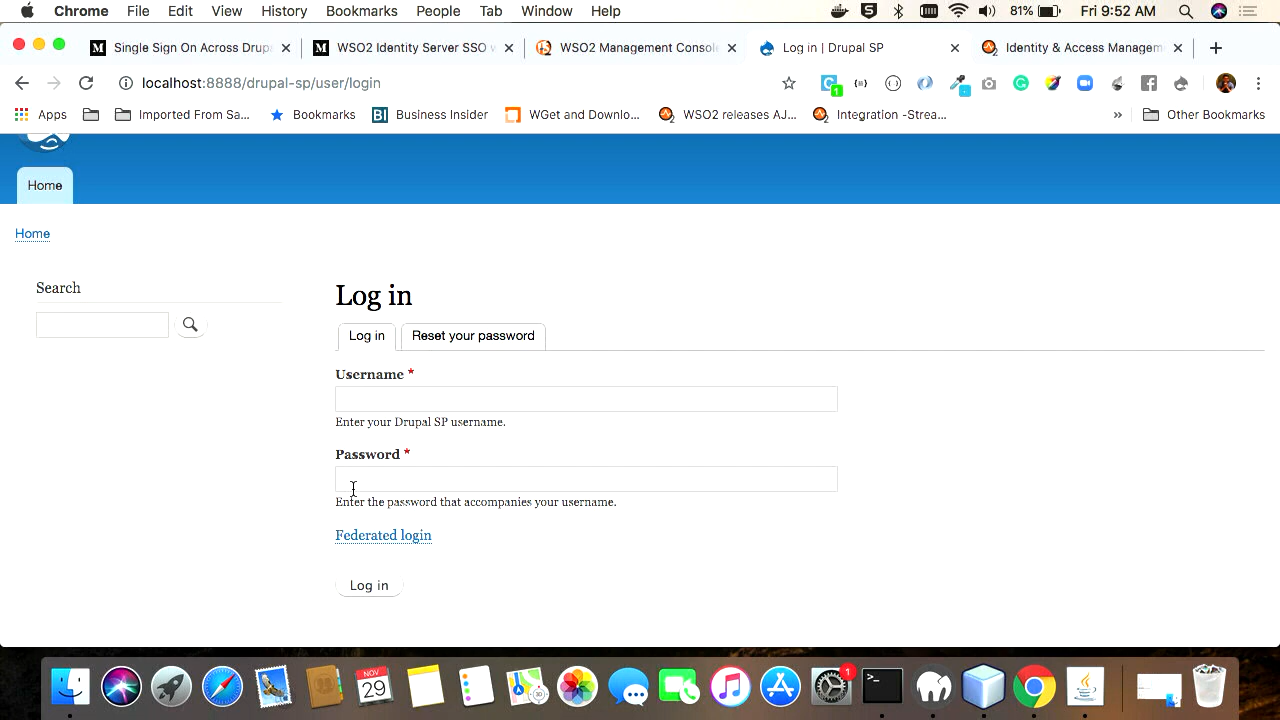 Chrome File Edit View History Bookmarks People Tab Window Help 81% Fri 9:52 AM
Single Sign On Across Drup
WSO2 Identity Server SSO w
WSO2 Management Console
Log in | Drupal SP
Identity & Access Managem
localhost:8888/drupal-sp/user/login
1
Apps
Imported From Sa...
Bookmarks
BI Business Insider
WGet and Downlo...
WSO2 releases AJ...
Integration -Strea...
» Other Bookmarks
Home
Home
Search
Log in
Log in
Reset your password
Username *
Enter your Drupal SP username.
Password *
Enter the password that accompanies your username.
Federated login
Log in
NOV
29
1